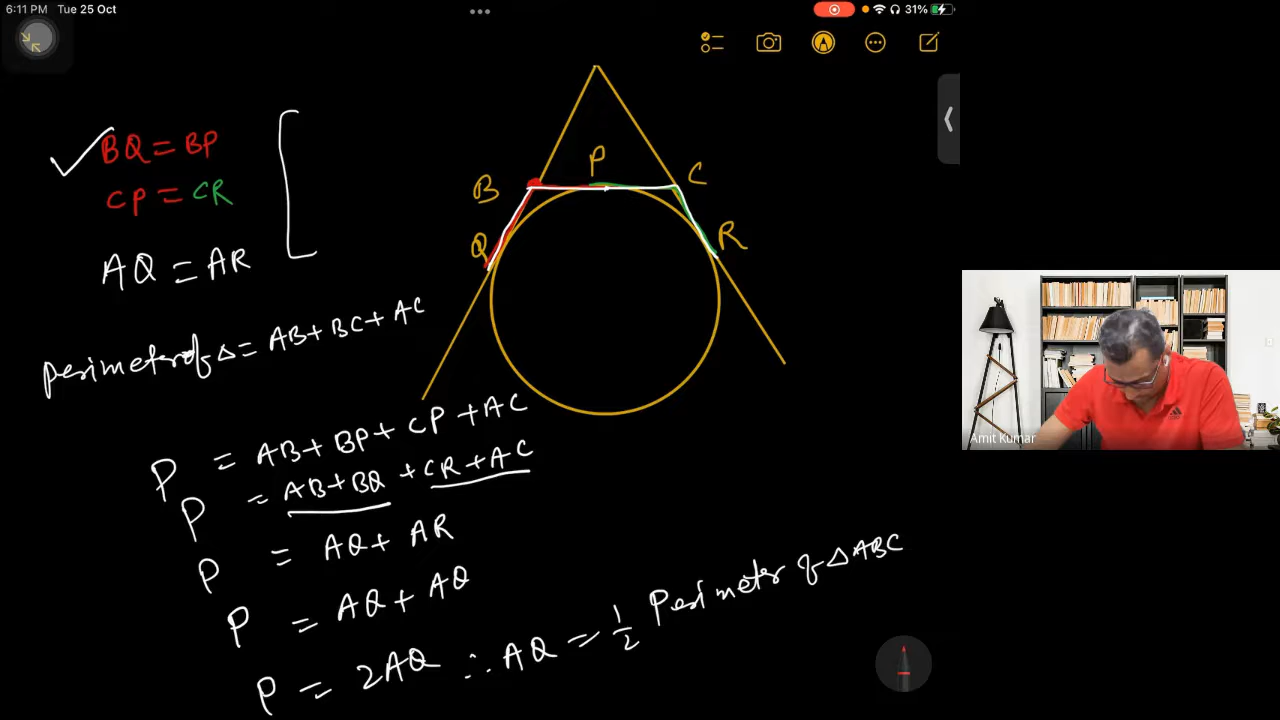 6:11 PM Tue 25 Oct
31%
BQ = BP
CP = CR
AQ = AR
P
B
C
Q
R
perimeter of Δ = AB + BC + AC
P = AB + BP + CP + AC
P = AB + BQ + CR + AC
P = AQ + AR
P = AQ + AQ
P = 2AQ ∴ AQ = 1/2 Perimeter of Δ ABC
Amit Kumar